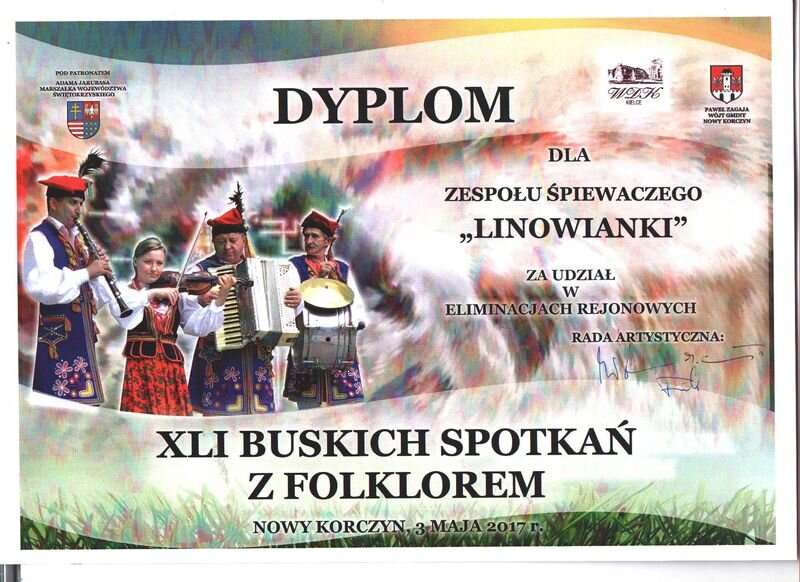 POD PATRONATEM
ADAMA JARUBASA
MARSZAŁKA WOJEWÓDZTWA
ŚWIĘTOKRZYSKIEGO
WDK
KIELCE
PAWEŁ ZAGAJA
WÓJT GMINY
NOWY KORCZYN
DYPLOM
DLA
ZESPOŁU ŚPIEWACZEGO
„LINOWIANKI”
ZA UDZIAŁ
W
ELIMINACJACH REJONOWYCH
RADA ARTYSTYCZNA:
XLI BUSKICH SPOTKAŃ
Z FOLKLOREM
NOWY KORCZYN, 3 MAJA 2017 r.